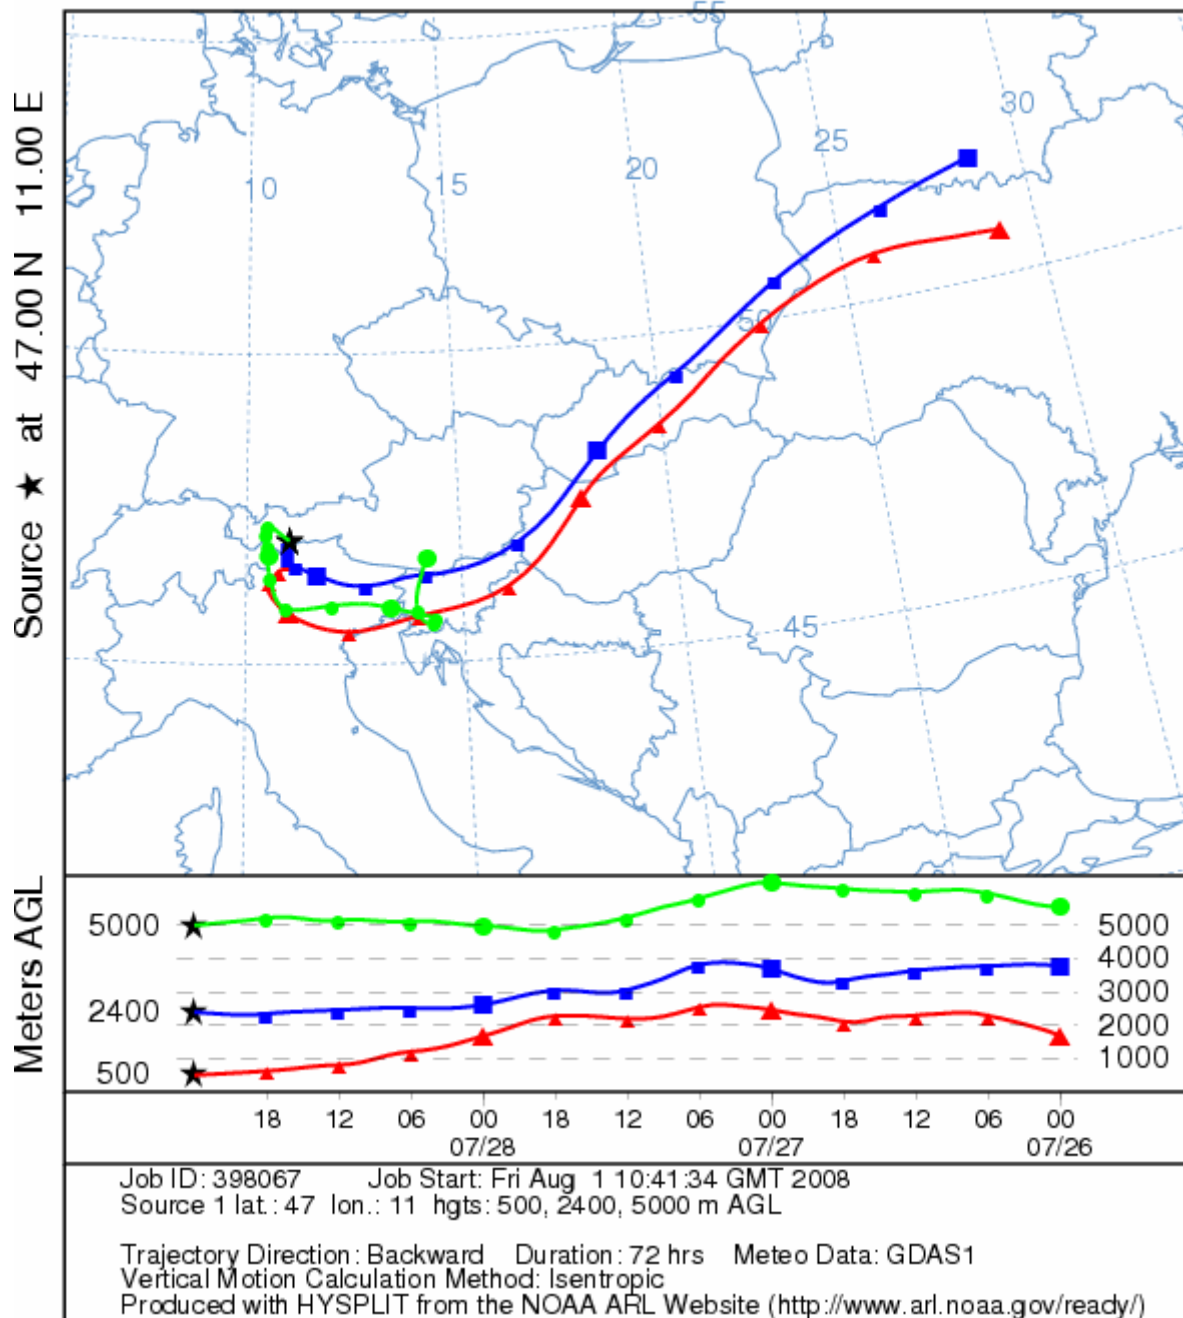 55
30
25
20
15
10
50
45
Source ★ at 47.00 N 11.00 E
Meters AGL
5000 5000
4000
3000
2400
2000
1000
500
18 12 06 00 18 12 06 00 18 12 06 00
07/28 07/27 07/26
Job ID: 398067 Job Start: Fri Aug 1 10:41:34 GMT 2008
Source 1 lat.: 47 lon.: 11 hgts: 500, 2400, 5000 m AGL
Trajectory Direction: Backward Duration: 72 hrs Meteo Data: GDAS1
Vertical Motion Calculation Method: Isentropic
Produced with HYSPLIT from the NOAA ARL Website (http://www.arl.noaa.gov/ready/)